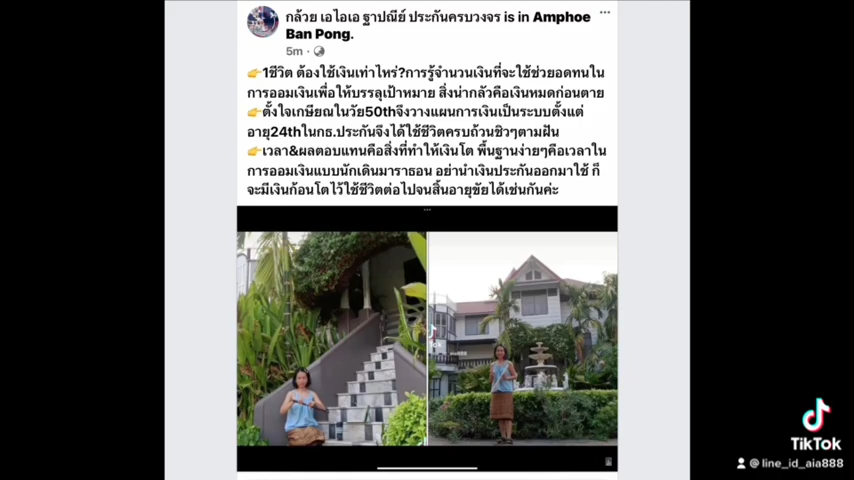 กล้วย เอไอเอ ฐาปณีย์ ประกันครบวงจร is in Amphoe
Ban Pong.
5m
👉1ชีวิต ต้องใช้เงินเท่าไหร่?การรู้จำนวนเงินที่จะใช้ช่วยอดทนใน
การออมเงินเพื่อให้บรรลุเป้าหมาย สิ่งน่ากลัวคือเงินหมดก่อนตาย
👉ตั้งใจเกษียณในวัย50thจึงวางแผนการเงินเป็นระบบตั้งแต่
อายุ24thในกธ.ประกันจึงได้ใช้ชีวิตครบถ้วนชิวๆตามฝัน
👉เวลา&ผลตอบแทนคือสิ่งที่ทำให้เงินโต พื้นฐานง่ายๆคือเวลาใน
การออมเงินแบบนักเดินมาราธอน อย่านำเงินประกันออกมาใช้ ก็
จะมีเงินก้อนโตไว้ใช้ชีวิตต่อไปจนสิ้นอายุขัยได้เช่นกันค่ะ
TikTok
@line_id_aia888